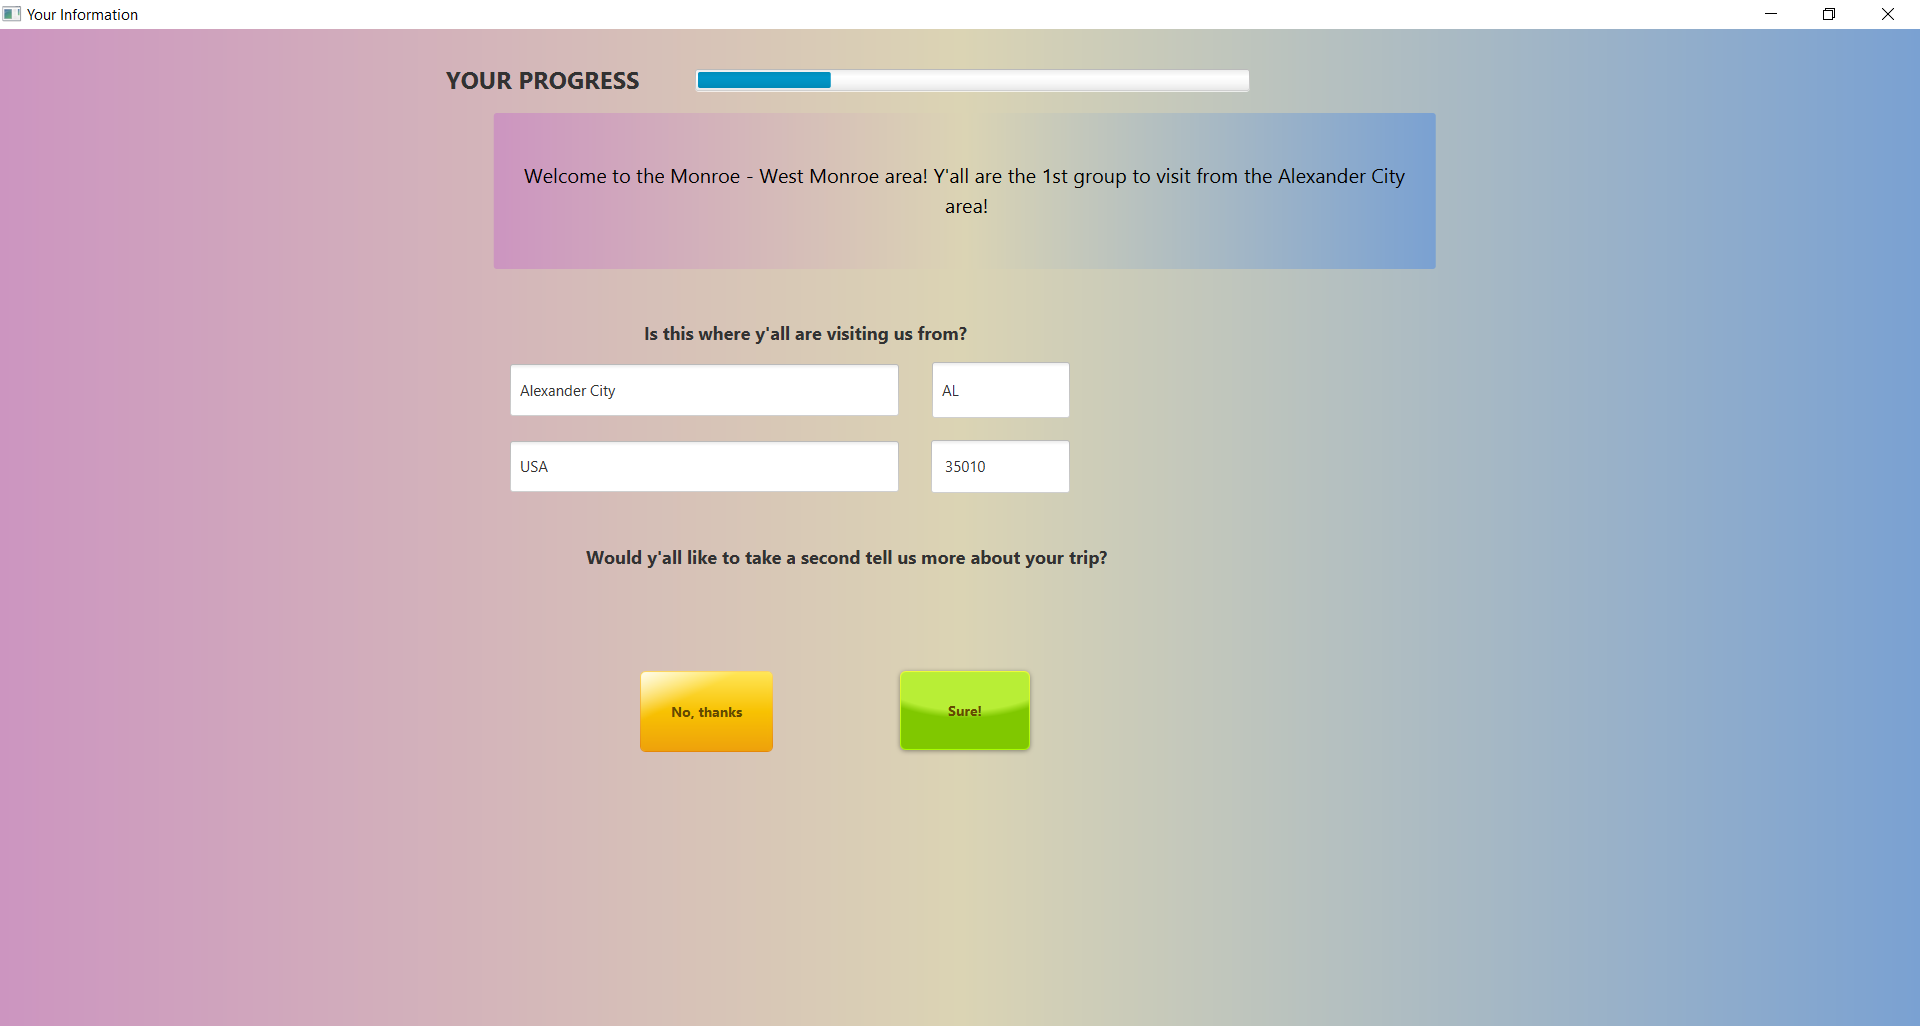 Your Information
YOUR PROGRESS
Welcome to the Monroe - West Monroe area! Y'all are the 1st group to visit from the Alexander City
area!
Is this where y'all are visiting us from?
Alexander City
AL
USA
35010
Would y'all like to take a second tell us more about your trip?
No, thanks
Sure!